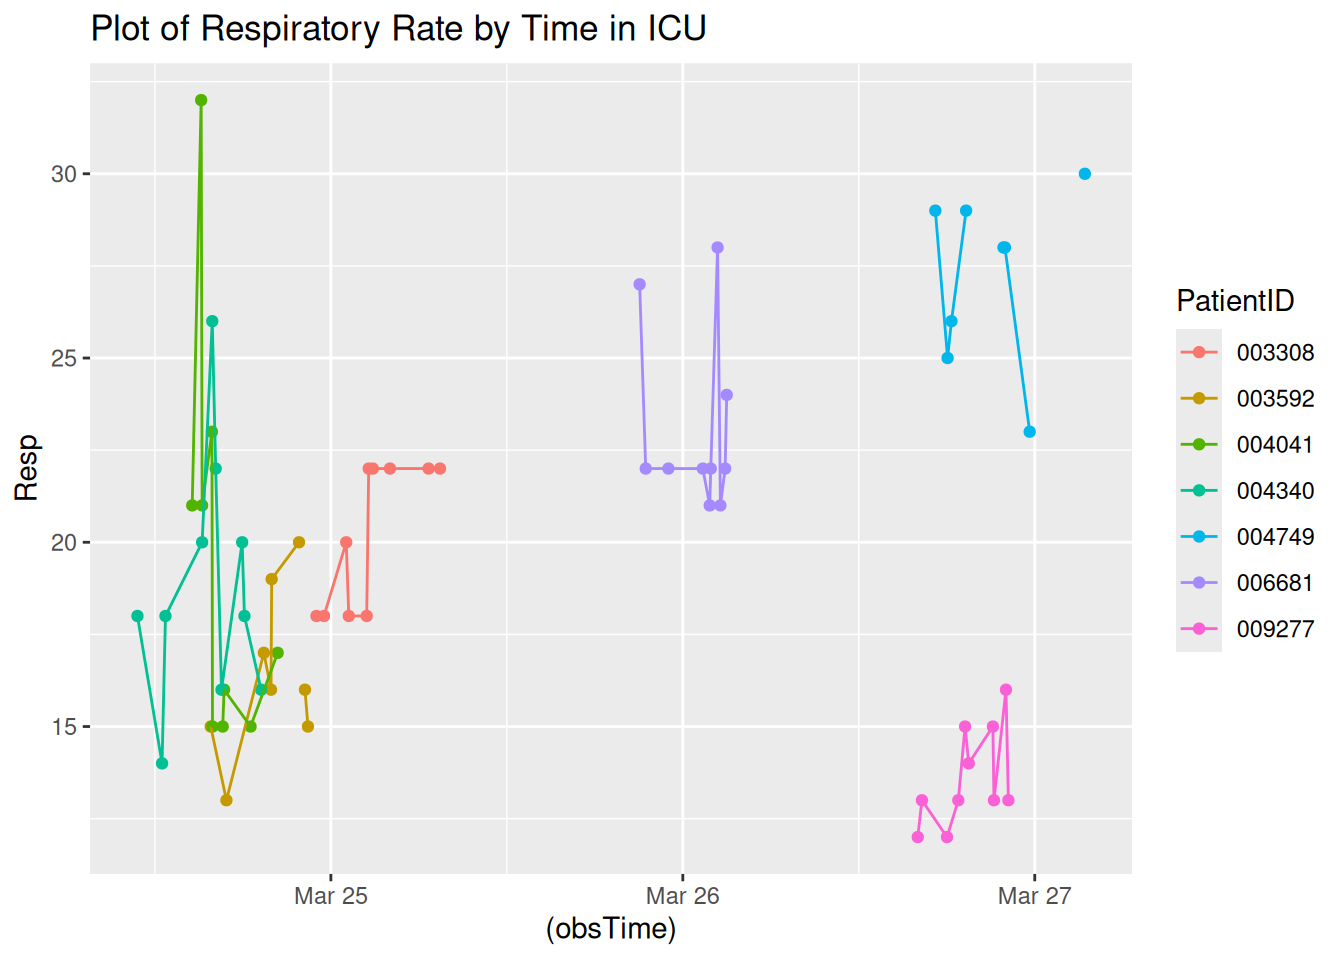 Plot of Respiratory Rate by Time in ICU
Resp
30
25
20
15
Mar 25
Mar 26
Mar 27
(obsTime)
PatientID
003308
003592
004041
004340
004749
006681
009277